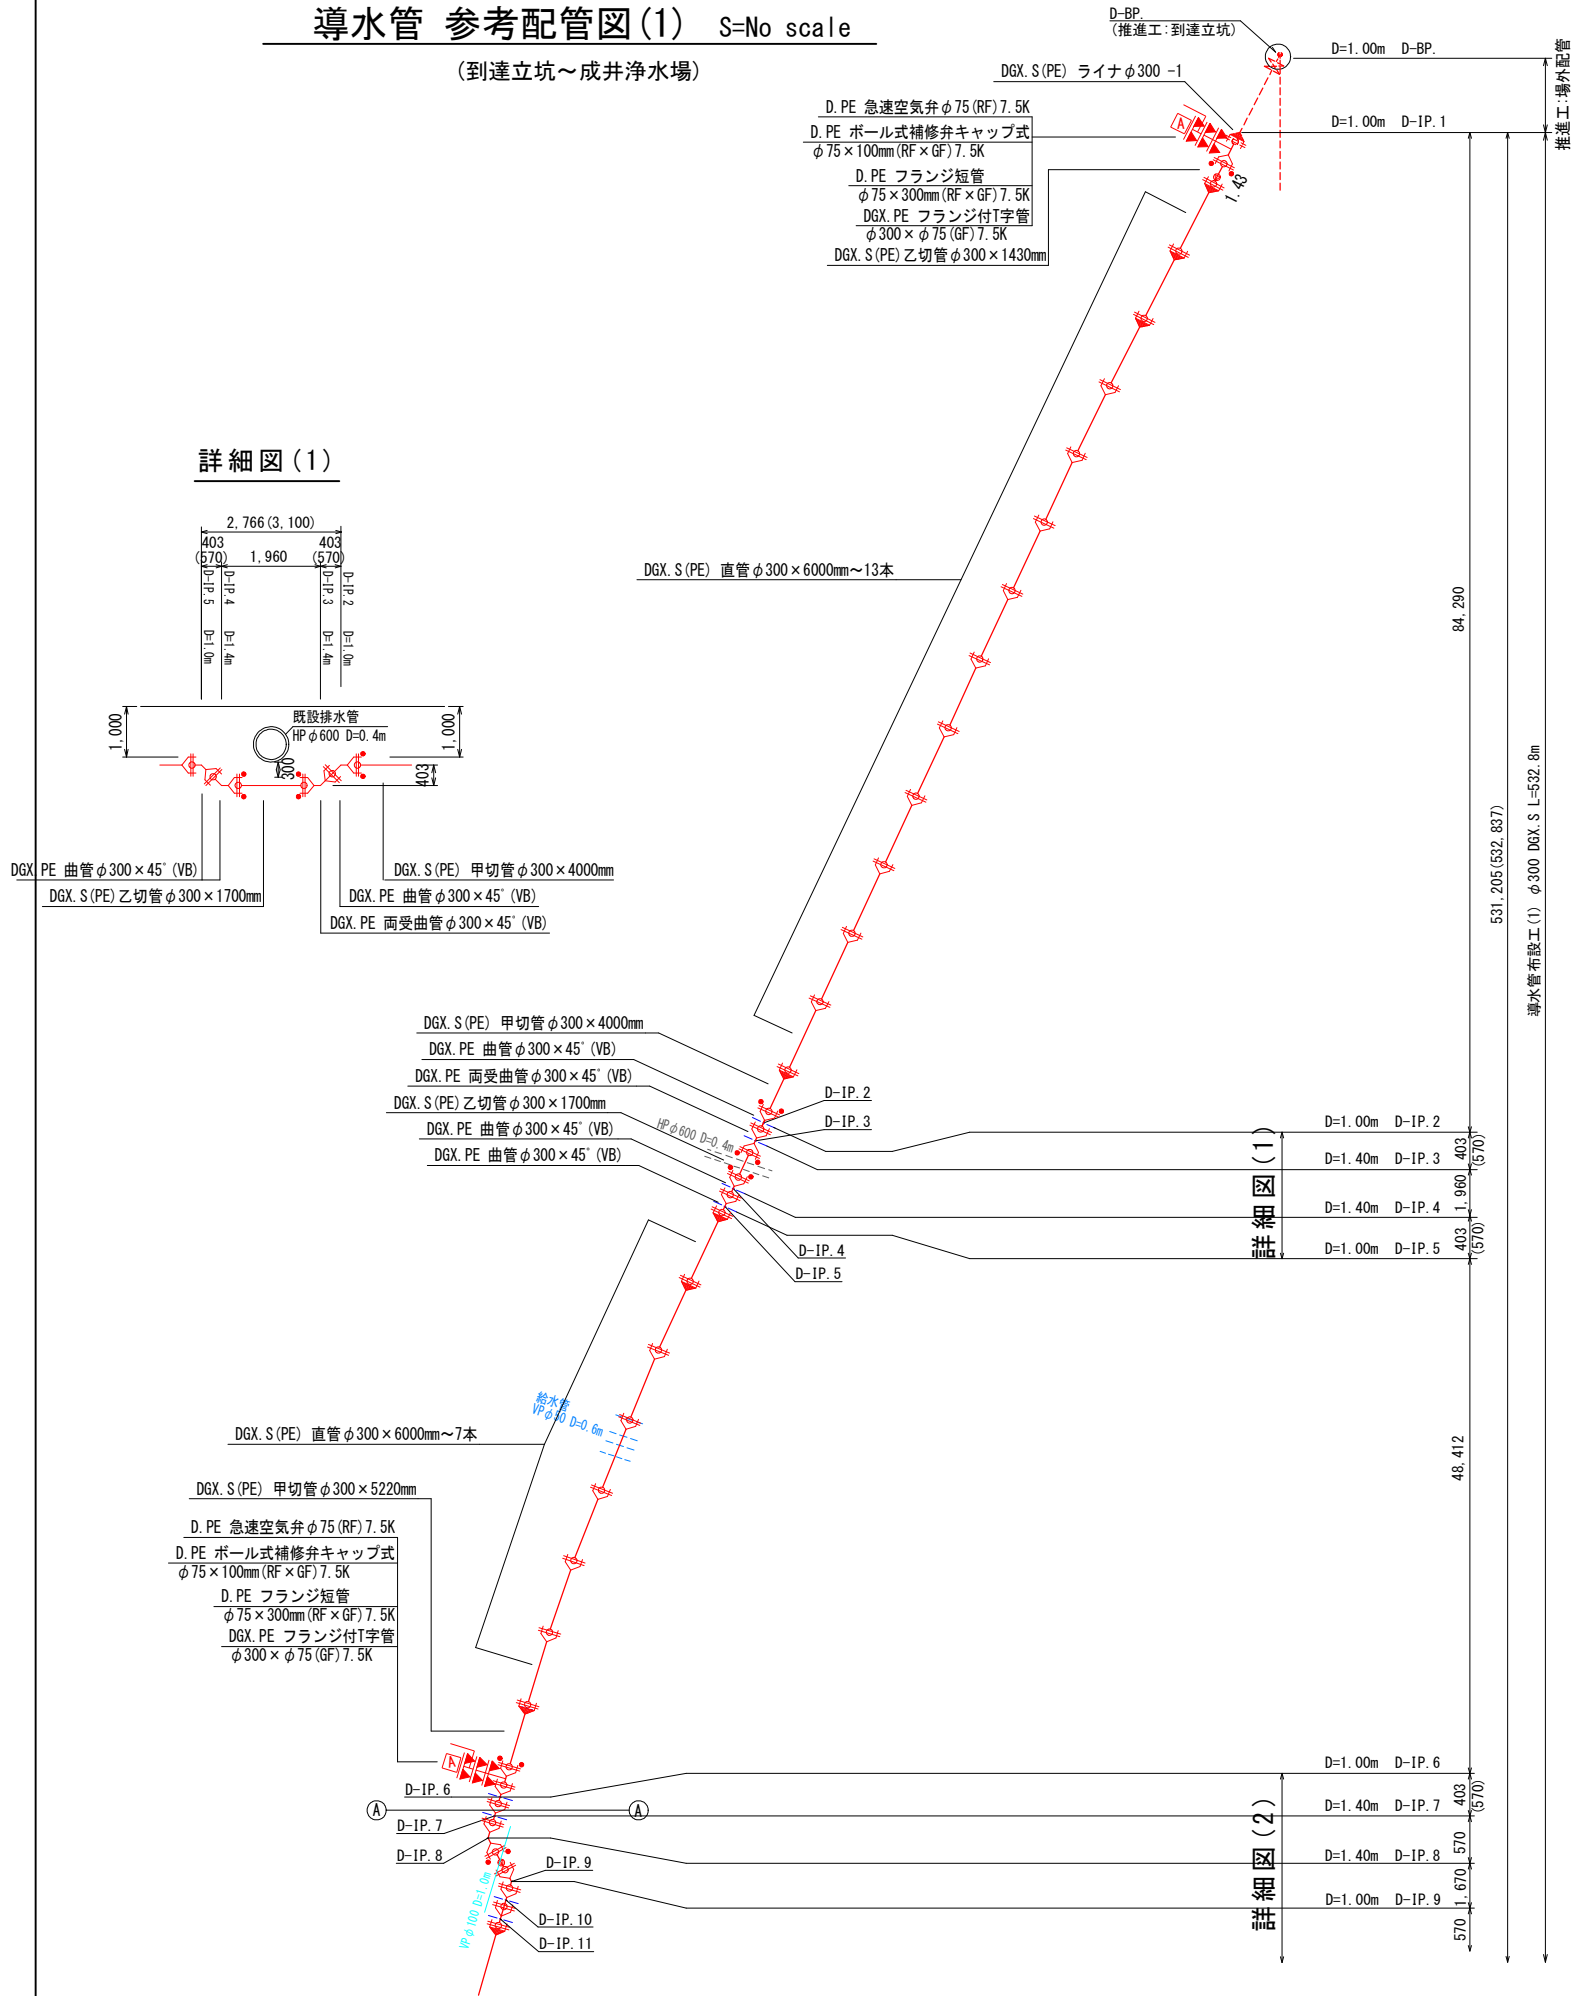 導水管 参考配管図(1) S=No scale
(到達立坑～成井浄水場)
D-BP.
(推進工:到達立坑)
D=1.00m D-BP.
推進工:場外配管
DGX.S(PE) ライナφ300 -1
D=1.00m D-IP.1
D.PE 急速空気弁φ75(RF)7.5K
D.PE ボール式補修弁キャップ式
φ75×100mm(RF×GF)7.5K
D.PE フランジ短管
φ75×300mm(RF×GF)7.5K
DGX.PE フランジ付T字管
φ300×φ75(GF)7.5K
DGX.S(PE)乙切管φ300×1430mm
A
1.43
詳細図(1)
2,766(3,100)
403
(570)
1,960
403
(570)
D-IP.5 D=1.0m
D-IP.4 D=1.4m
D-IP.3 D=1.4m
D-IP.2 D=1.0m
1,000
既設排水管
HPφ600 D=0.4m
1,000
300
403
DGX.PE 曲管φ300×45°(VB)
DGX.S(PE)乙切管φ300×1700mm
DGX.S(PE) 甲切管φ300×4000mm
DGX.PE 曲管φ300×45°(VB)
DGX.PE 両受曲管φ300×45°(VB)
DGX.S(PE) 直管φ300×6000mm～13本
84,290
531,205(532,837)
導水管布設工(1) φ300 DGX.S L=532.8m
DGX.S(PE) 甲切管φ300×4000mm
DGX.PE 曲管φ300×45°(VB)
DGX.PE 両受曲管φ300×45°(VB)
DGX.S(PE)乙切管φ300×1700mm
DGX.PE 曲管φ300×45°(VB)
DGX.PE 曲管φ300×45°(VB)
HPφ600 D=0.4m
D-IP.2
D-IP.3
D-IP.4
D-IP.5
詳細図(1)
D=1.00m D-IP.2
403
(570)
D=1.40m D-IP.3
1,960
D=1.40m D-IP.4
403
(570)
D=1.00m D-IP.5
給水管
VPφ50 D=0.6m
DGX.S(PE) 直管φ300×6000mm～7本
48,412
DGX.S(PE) 甲切管φ300×5220mm
D.PE 急速空気弁φ75(RF)7.5K
D.PE ボール式補修弁キャップ式
φ75×100mm(RF×GF)7.5K
D.PE フランジ短管
φ75×300mm(RF×GF)7.5K
DGX.PE フランジ付T字管
φ300×φ75(GF)7.5K
A
D-IP.6
A
A
D-IP.7
D-IP.8
D-IP.9
D-IP.10
D-IP.11
VPφ100 D=1.0m
詳細図(2)
D=1.00m D-IP.6
403
(570)
D=1.40m D-IP.7
570
D=1.40m D-IP.8
1,670
D=1.00m D-IP.9
570